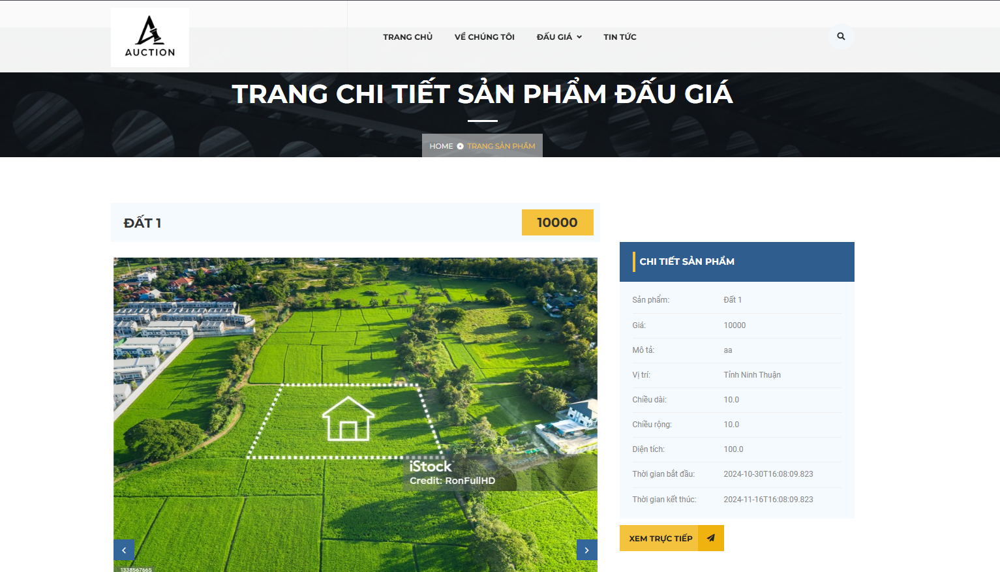 AUCTION
TRANG CHỦ VỀ CHÚNG TÔI ĐẤU GIÁ TIN TỨC
TRANG CHI TIẾT SẢN PHẨM ĐẤU GIÁ
HOME TRANG SẢN PHẨM
ĐẤT 1
10000
iStock
Credit: RonFullHD
1338567665
CHI TIẾT SẢN PHẨM
Sản phẩm: Đất 1
Giá: 10000
Mô tả: aa
Vị trí: Tỉnh Ninh Thuận
Chiều dài: 10.0
Chiều rộng: 10.0
Diện tích: 100.0
Thời gian bắt đầu: 2024-10-30T16:08:09.823
Thời gian kết thúc: 2024-11-16T16:08:09.823
XEM TRỰC TIẾP